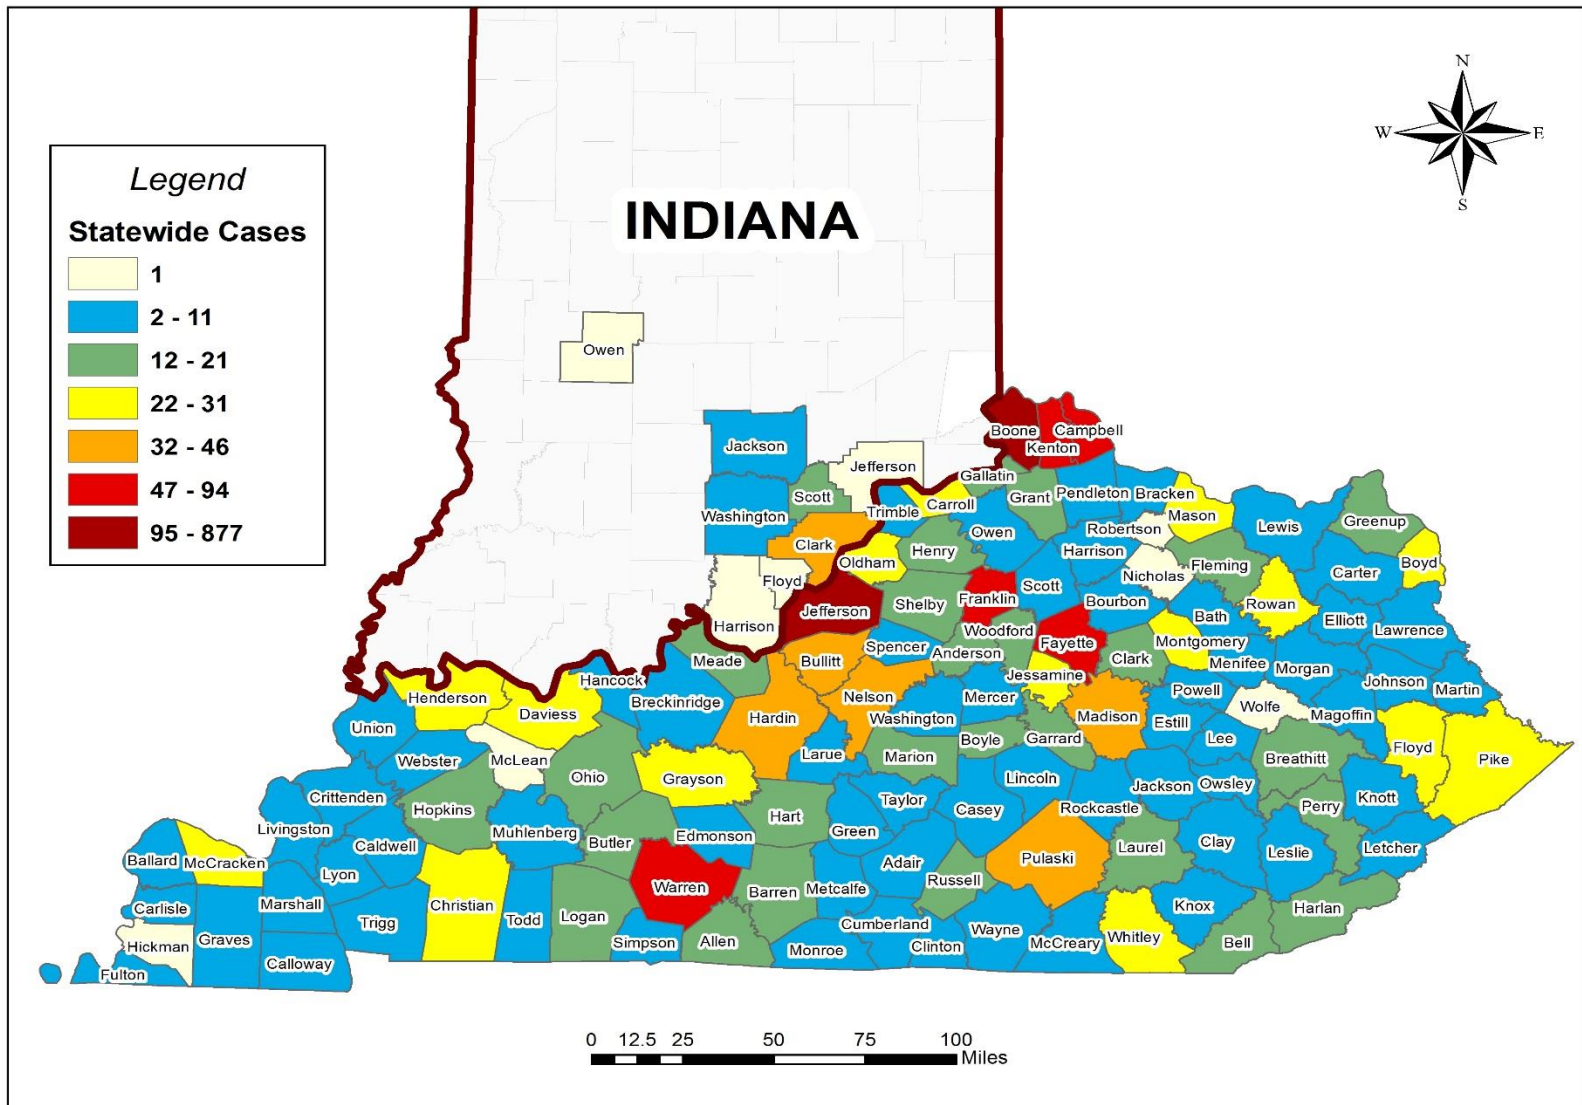 N
W E
S
Legend
Statewide Cases
1
2 - 11
12 - 21
22 - 31
32 - 46
47 - 94
95 - 877
INDIANA
Owen
Jackson
Jefferson
Scott
Washington
Clark
Floyd
Harrison
Boone
Campbell
Kenton
Gallatin
Grant
Pendleton
Bracken
Mason
Trimble
Carroll
Owen
Robertson
Lewis
Greenup
Oldham
Henry
Harrison
Nicholas
Fleming
Carter
Boyd
Jefferson
Shelby
Franklin
Scott
Bourbon
Bath
Rowan
Elliott
Lawrence
Woodford
Fayette
Montgomery
Menifee
Morgan
Spencer
Anderson
Clark
Meade
Bullitt
Jessamine
Powell
Johnson
Martin
Hancock
Breckinridge
Nelson
Mercer
Henderson
Daviess
Hardin
Washington
Madison
Estill
Wolfe
Magoffin
Union
Larue
Marion
Boyle
Garrard
Lee
Breathitt
Floyd
Pike
Webster
McLean
Ohio
Grayson
Lincoln
Jackson
Owsley
Knott
Crittenden
Hopkins
Hart
Taylor
Casey
Rockcastle
Perry
Livingston
Muhlenberg
Butler
Edmonson
Green
Ballard
McCracken
Caldwell
Lyon
Warren
Barren
Metcalfe
Adair
Russell
Pulaski
Laurel
Clay
Leslie
Letcher
Carlisle
Marshall
Trigg
Christian
Todd
Logan
Cumberland
Wayne
Knox
Harlan
Hickman
Graves
Simpson
Allen
Monroe
Clinton
McCreary
Whitley
Bell
Fulton
Calloway
0 12.5 25 50 75 100
Miles